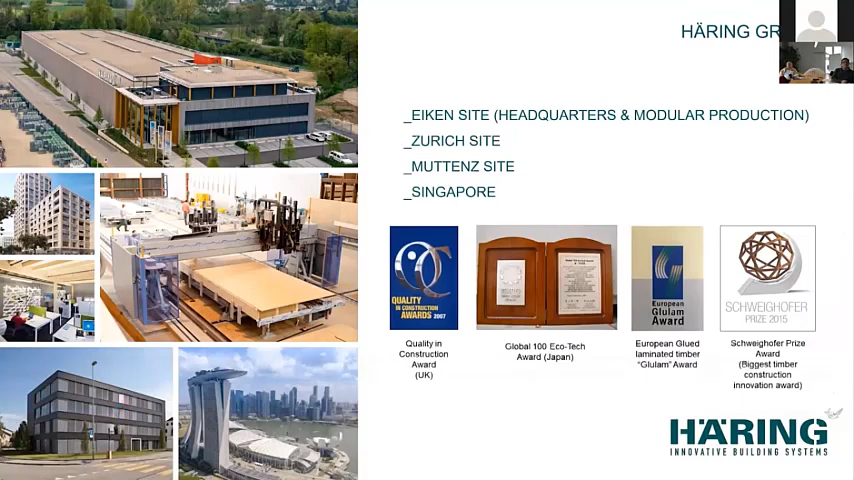 HÄRING GR
_EIKEN SITE (HEADQUARTERS & MODULAR PRODUCTION)
_ZURICH SITE
_MUTTENZ SITE
_SINGAPORE
QUALITY
IN CONSTRUCTION
AWARDS 2007
European
Glulam
Award
SCHWEIGHOFER
PRIZE 2015
Quality in
Construction
Award
(UK)
Global 100 Eco-Tech
Award (Japan)
European Glued
laminated timber
"Glulam" Award
Schweighofer Prize
Award
(Biggest timber
construction
innovation award)
HÄRING
INNOVATIVE BUILDING SYSTEMS